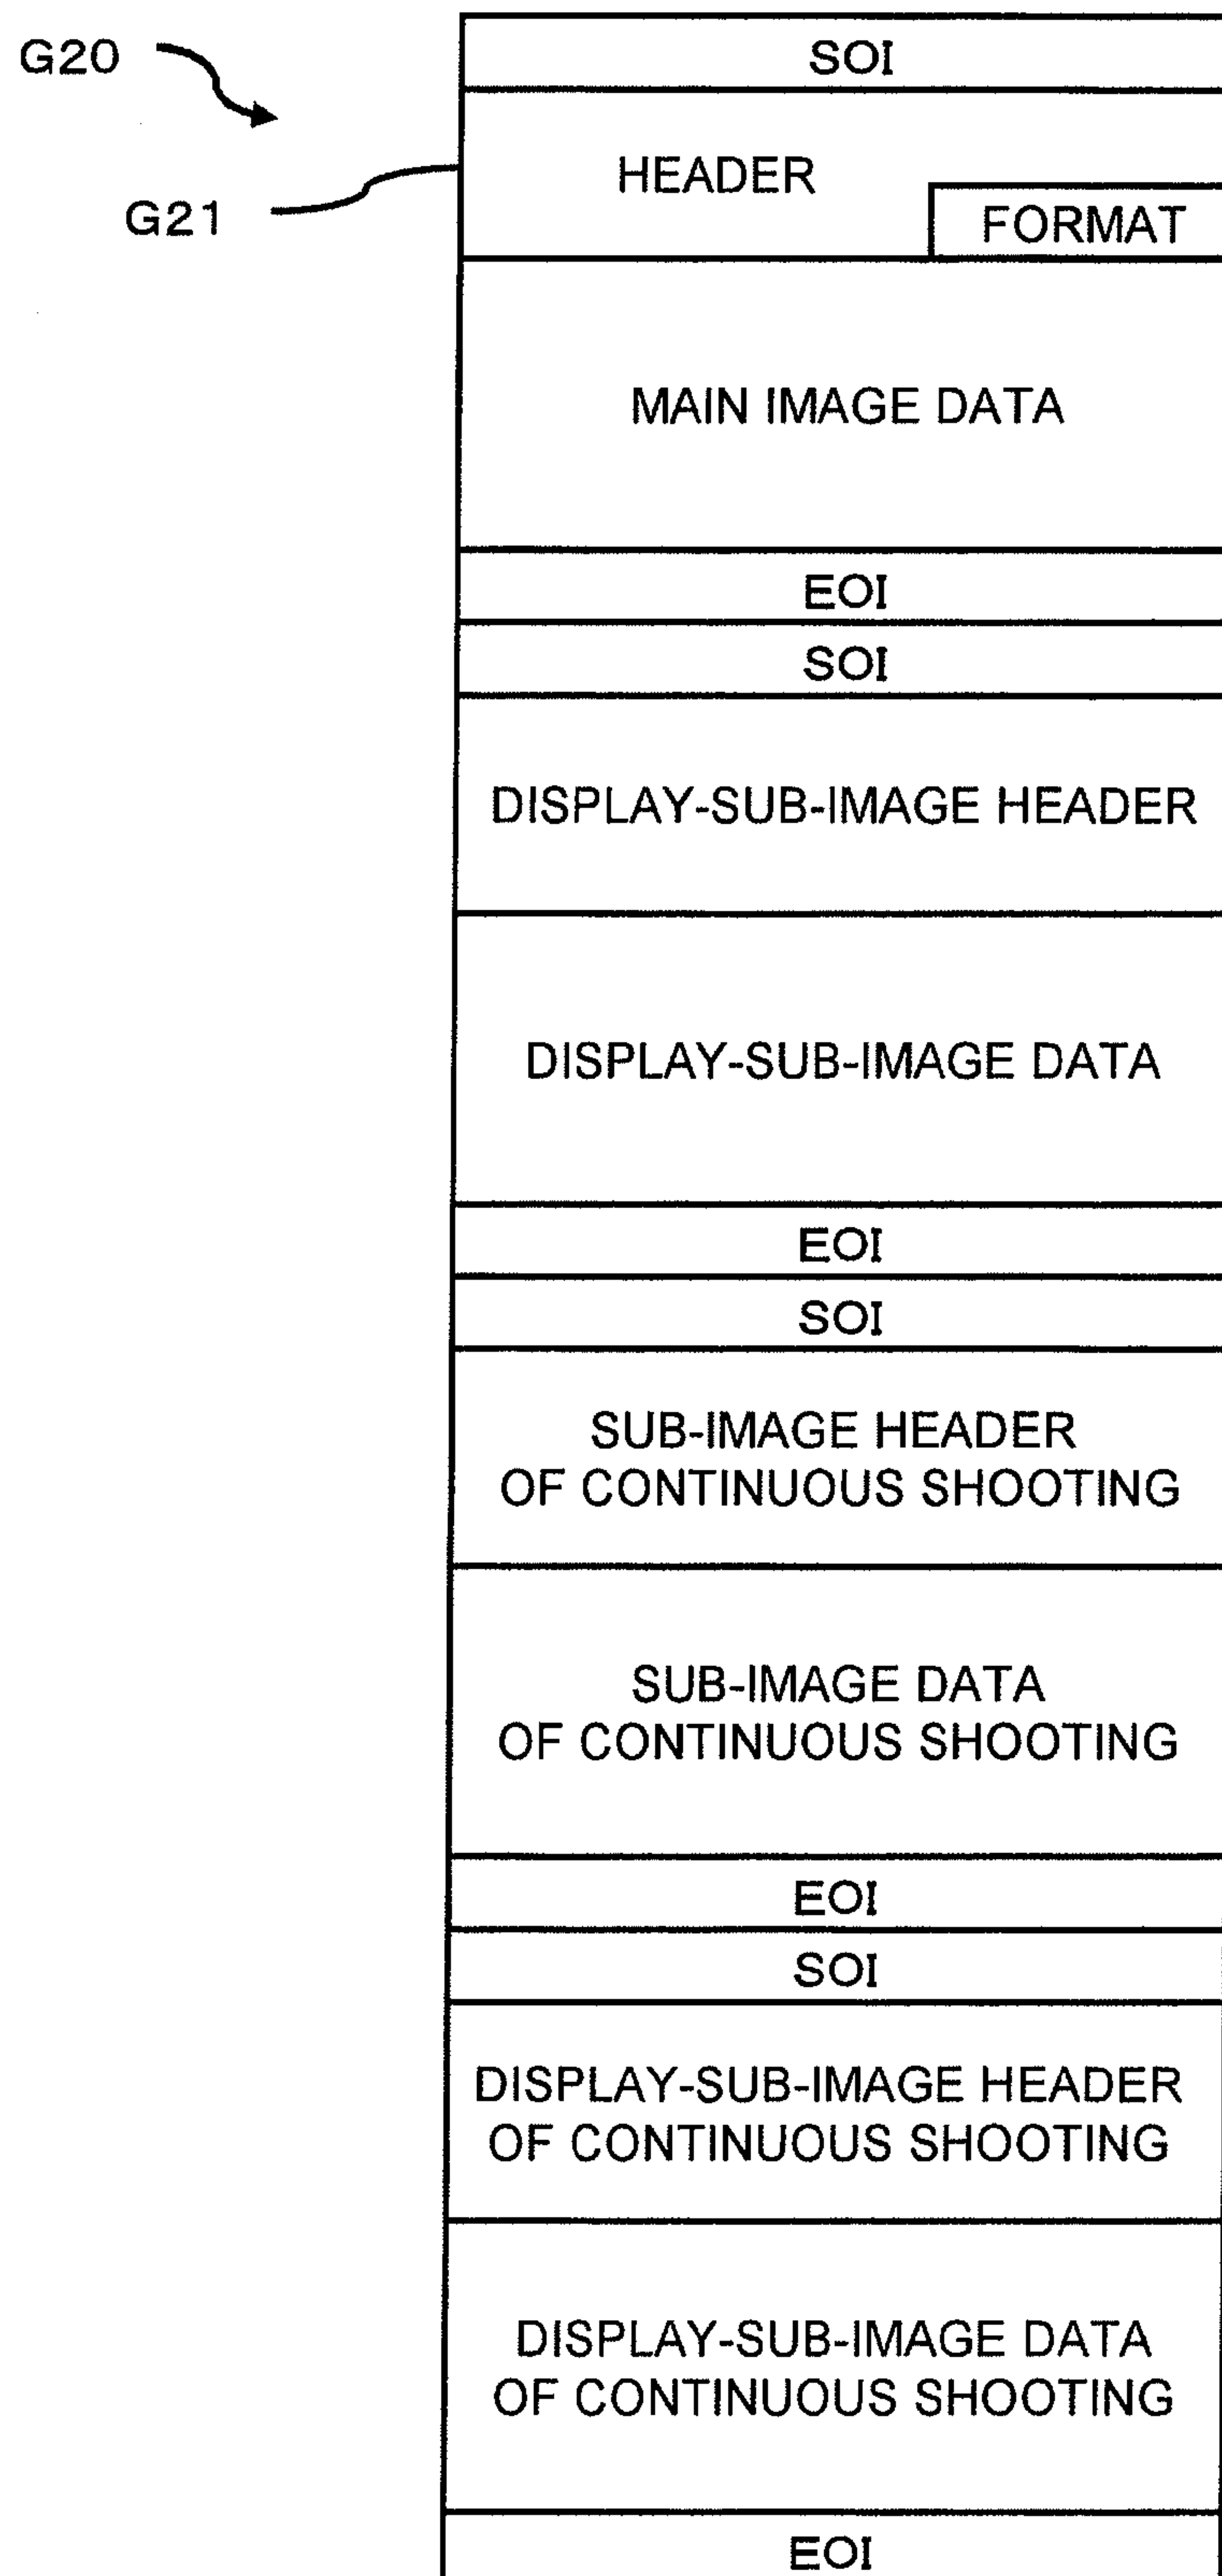 G20
SOI
HEADER
G21
FORMAT
MAIN IMAGE DATA
EOI
SOI
DISPLAY-SUB-IMAGE HEADER
DISPLAY-SUB-IMAGE DATA
EOI
SOI
SUB-IMAGE HEADER
OF CONTINUOUS SHOOTING
SUB-IMAGE DATA
OF CONTINUOUS SHOOTING
EOI
SOI
DISPLAY-SUB-IMAGE HEADER
OF CONTINUOUS SHOOTING
DISPLAY-SUB-IMAGE DATA
OF CONTINUOUS SHOOTING
EOI